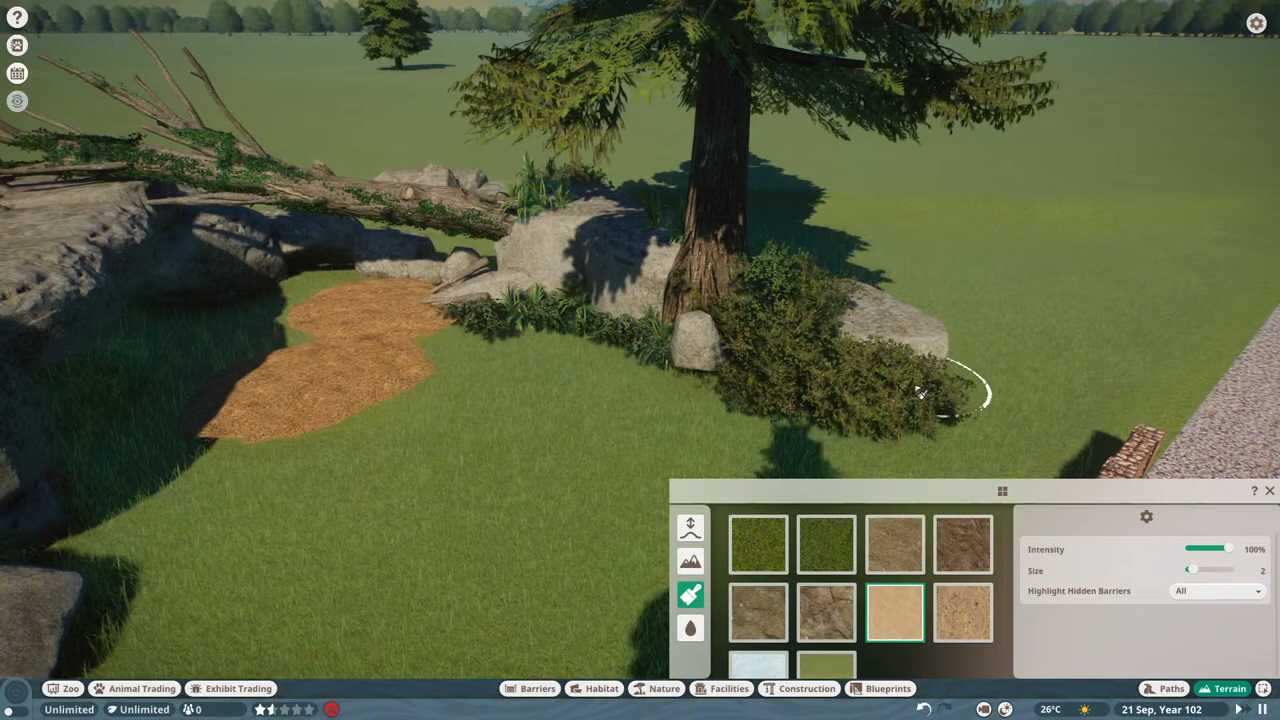 ?
? 
Intensity 100%
Size 2
Highlight Hidden Barriers All
Zoo Animal Trading Exhibit Trading Barriers Habitat Nature Facilities Construction Blueprints Paths Terrain
Unlimited Unlimited 0 26°C 21 Sep, Year 102